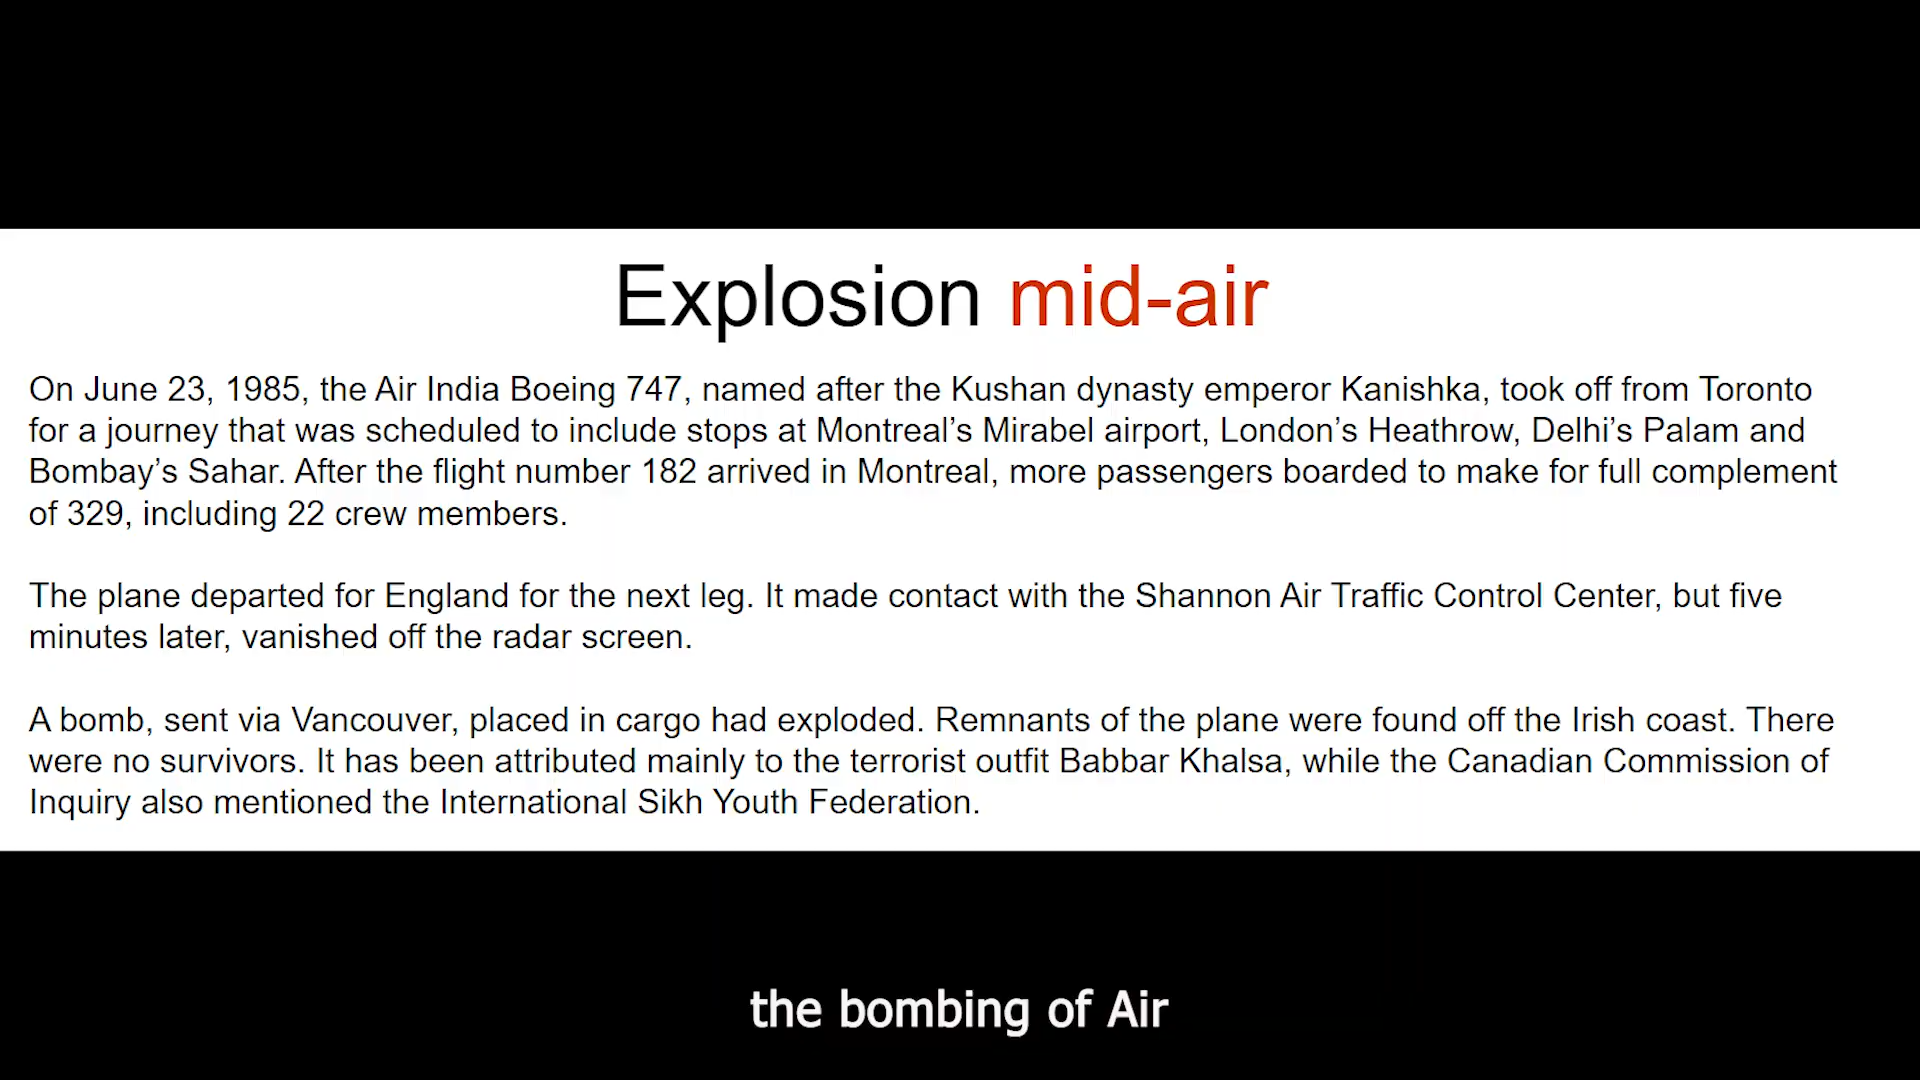 Explosion mid-air
On June 23, 1985, the Air India Boeing 747, named after the Kushan dynasty emperor Kanishka, took off from Toronto
for a journey that was scheduled to include stops at Montreal’s Mirabel airport, London’s Heathrow, Delhi’s Palam and
Bombay’s Sahar. After the flight number 182 arrived in Montreal, more passengers boarded to make for full complement
of 329, including 22 crew members.
The plane departed for England for the next leg. It made contact with the Shannon Air Traffic Control Center, but five
minutes later, vanished off the radar screen.
A bomb, sent via Vancouver, placed in cargo had exploded. Remnants of the plane were found off the Irish coast. There
were no survivors. It has been attributed mainly to the terrorist outfit Babbar Khalsa, while the Canadian Commission of
Inquiry also mentioned the International Sikh Youth Federation.
the bombing of Air